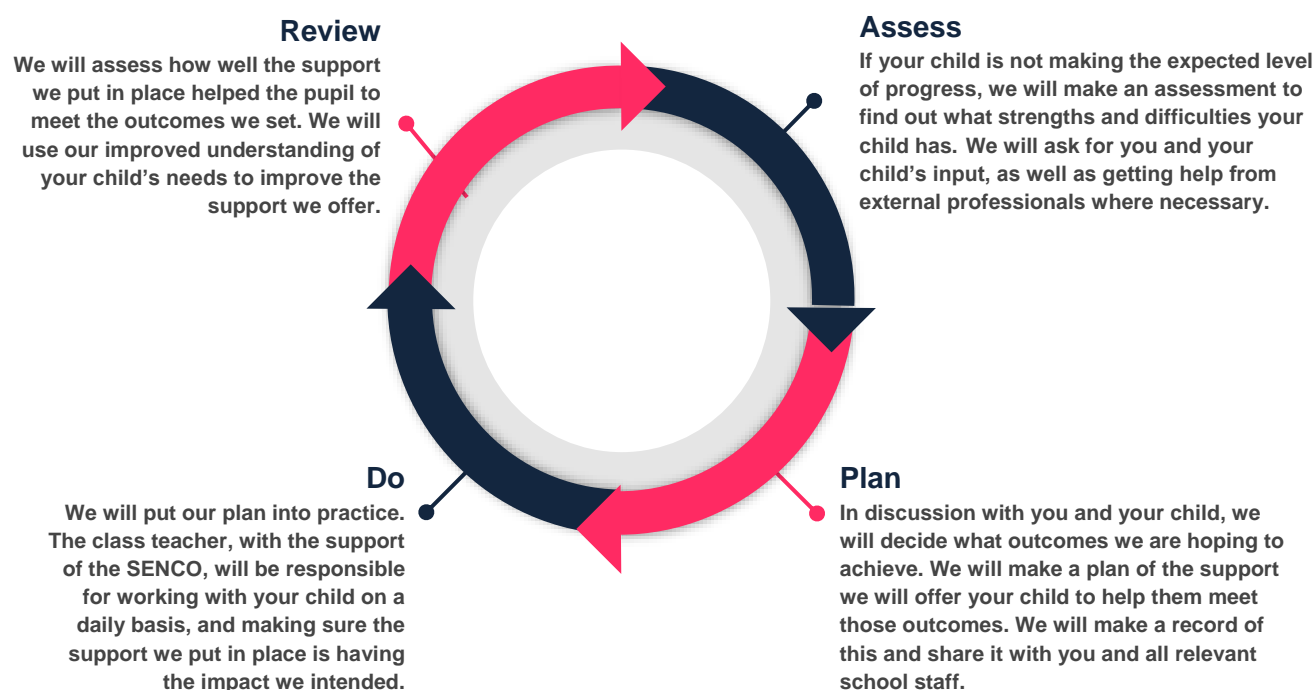 Review
We will assess how well the support
we put in place helped the pupil to
meet the outcomes we set. We will
use our improved understanding of
your child’s needs to improve the
support we offer.
Assess
If your child is not making the expected level
of progress, we will make an assessment to
find out what strengths and difficulties your
child has. We will ask for you and your
child’s input, as well as getting help from
external professionals where necessary.
Do
We will put our plan into practice.
The class teacher, with the support
of the SENCO, will be responsible
for working with your child on a
daily basis, and making sure the
support we put in place is having
the impact we intended.
Plan
In discussion with you and your child, we
will decide what outcomes we are hoping to
achieve. We will make a plan of the support
we will offer your child to help them meet
those outcomes. We will make a record of
this and share it with you and all relevant
school staff.